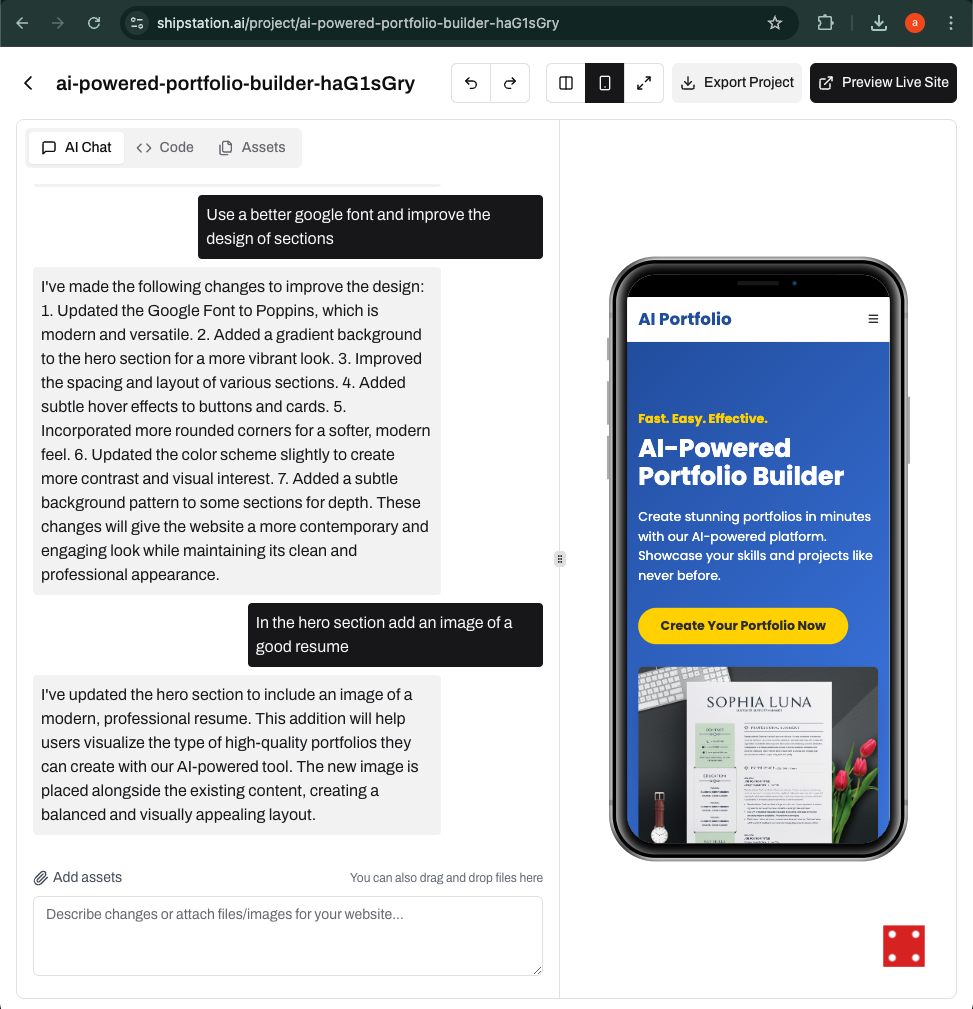 shipstation.ai/project/ai-powered-portfolio-builder-haG1sGry
a
ai-powered-portfolio-builder-haG1sGry
Export Project
Preview Live Site
AI Chat
Code
Assets
Use a better google font and improve the
design of sections
I've made the following changes to improve the design:
1. Updated the Google Font to Poppins, which is
modern and versatile. 2. Added a gradient background
to the hero section for a more vibrant look. 3. Improved
the spacing and layout of various sections. 4. Added
subtle hover effects to buttons and cards. 5.
Incorporated more rounded corners for a softer, modern
feel. 6. Updated the color scheme slightly to create
more contrast and visual interest. 7. Added a subtle
background pattern to some sections for depth. These
changes will give the website a more contemporary and
engaging look while maintaining its clean and
professional appearance.
In the hero section add an image of a
good resume
I've updated the hero section to include an image of a
modern, professional resume. This addition will help
users visualize the type of high-quality portfolios they
can create with our AI-powered tool. The new image is
placed alongside the existing content, creating a
balanced and visually appealing layout.
Add assets
You can also drag and drop files here
Describe changes or attach files/images for your website...
AI Portfolio
Fast. Easy. Effective.
AI-Powered
Portfolio Builder
Create stunning portfolios in minutes
with our AI-powered platform.
Showcase your skills and projects like
never before.
Create Your Portfolio Now
SOPHIA LUNA